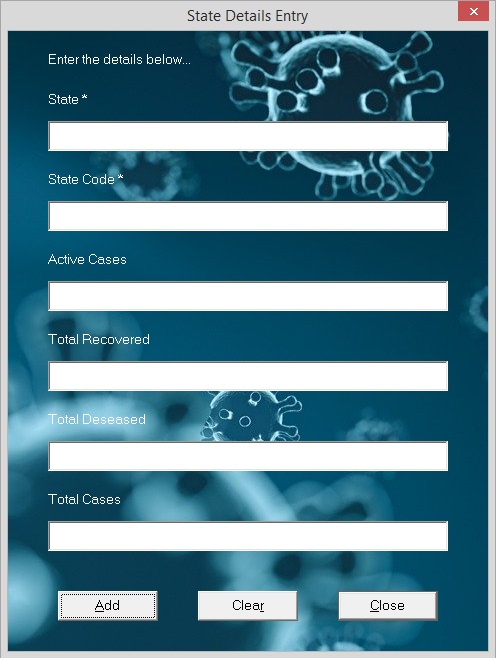 State Details Entry
Enter the details below...
State *
State Code *
Active Cases
Total Recovered
Total Deseased
Total Cases
Add
Clear
Close